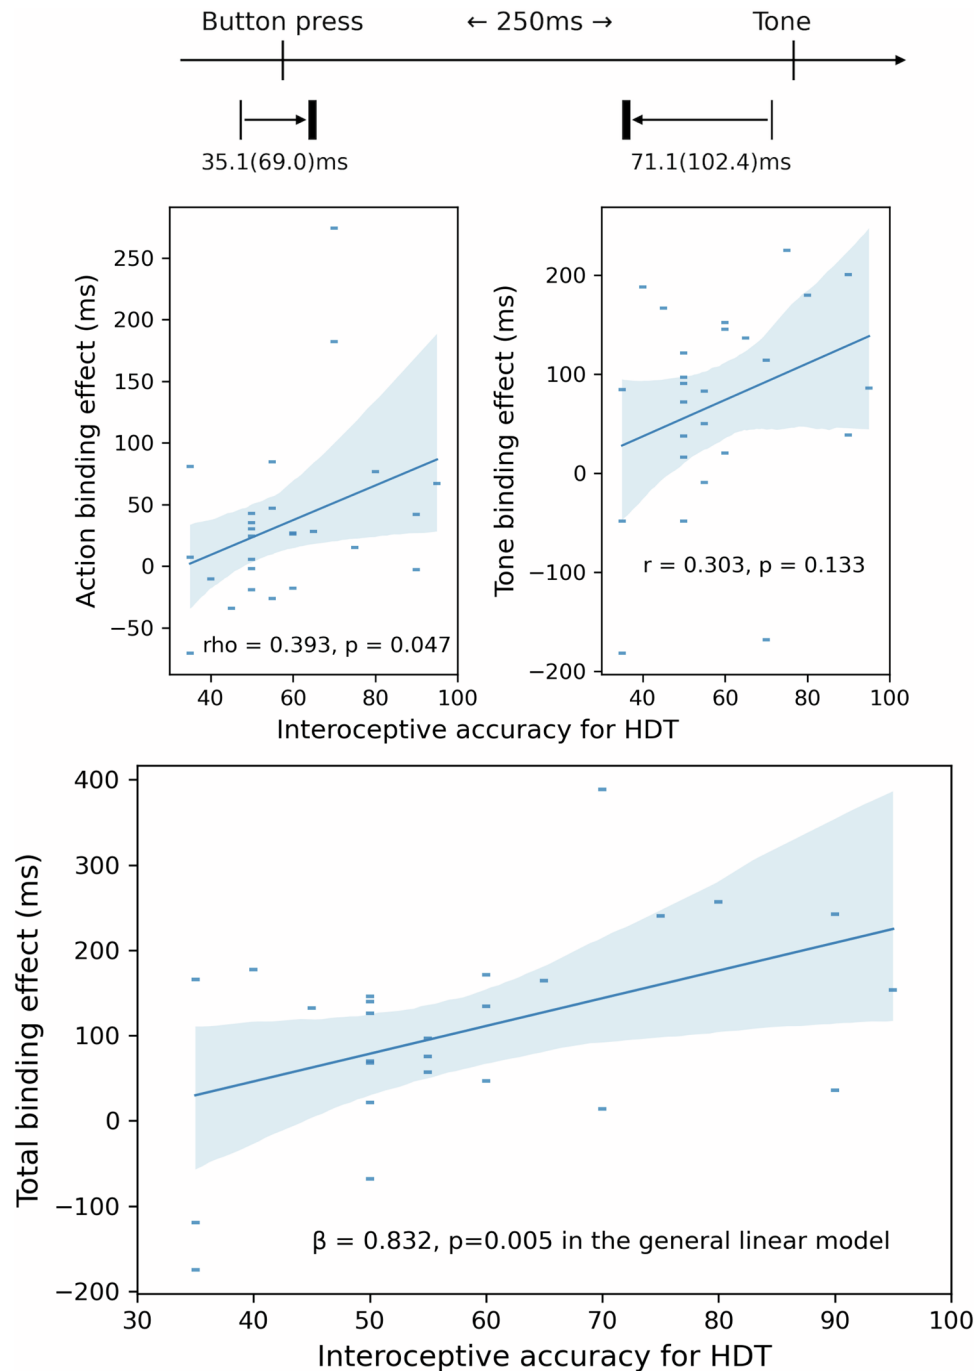 Button press ← 250ms → Tone
35.1(69.0)ms 71.1(102.4)ms
Action binding effect (ms)
250
200
150
100
50
0
−50
rho = 0.393, p = 0.047
40 60 80 100
Tone binding effect (ms)
200
100
0
−100
−200
r = 0.303, p = 0.133
40 60 80 100
Interoceptive accuracy for HDT
Total binding effect (ms)
400
300
200
100
0
−100
−200
β = 0.832, p=0.005 in the general linear model
30 40 50 60 70 80 90 100
Interoceptive accuracy for HDT